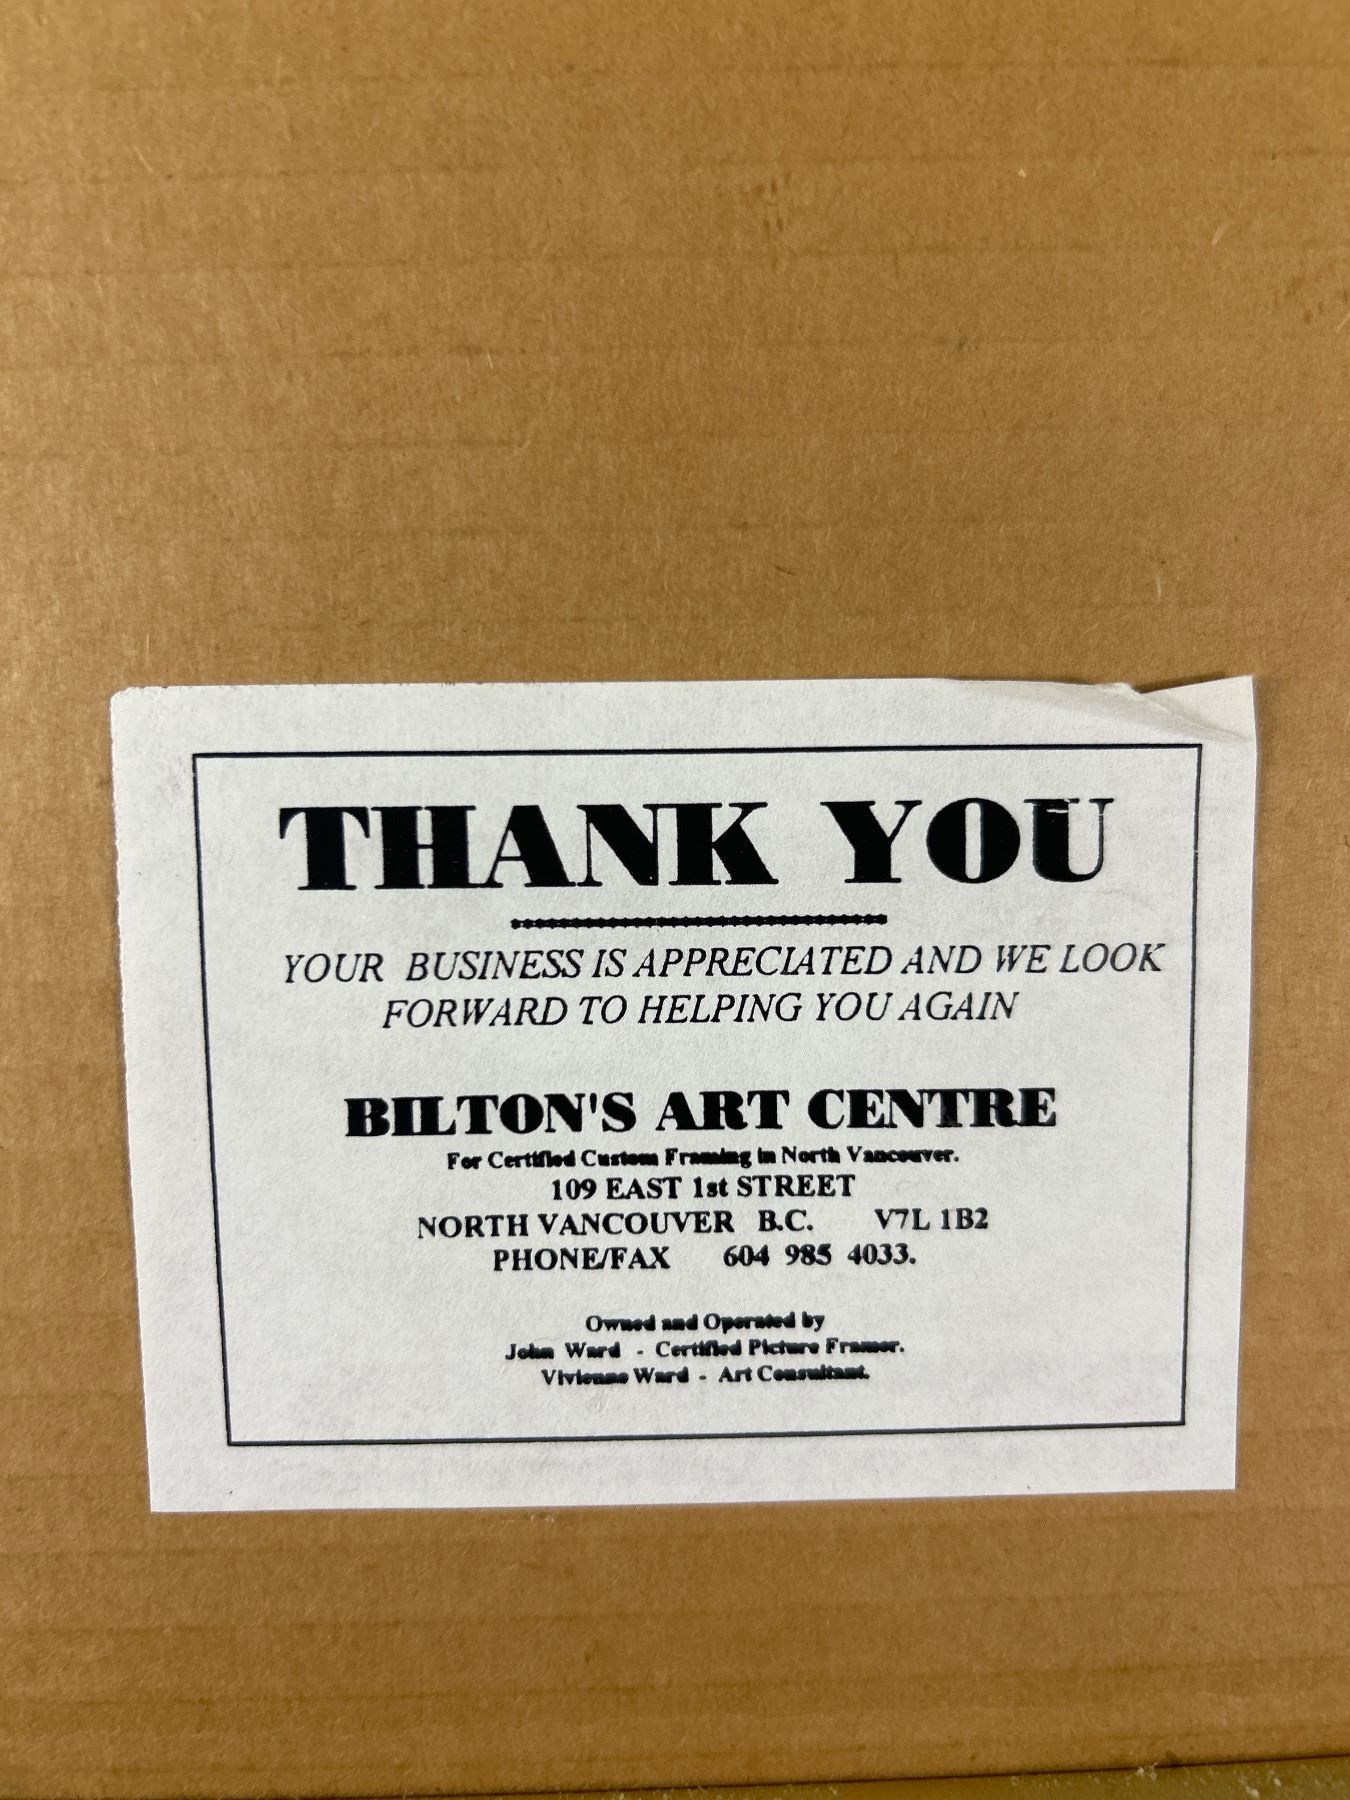 THANK YOU
YOUR BUSINESS IS APPRECIATED AND WE LOOK
FORWARD TO HELPING YOU AGAIN
BILTON'S ART CENTRE
For Certified Custom Framing in North Vancouver.
109 EAST 1st STREET
NORTH VANCOUVER B.C. V7L 1B2
PHONE/FAX 604 985 4033.
Owned and Operated by
John Ward - Certified Picture Framer.
Vivienne Ward - Art Consultant.